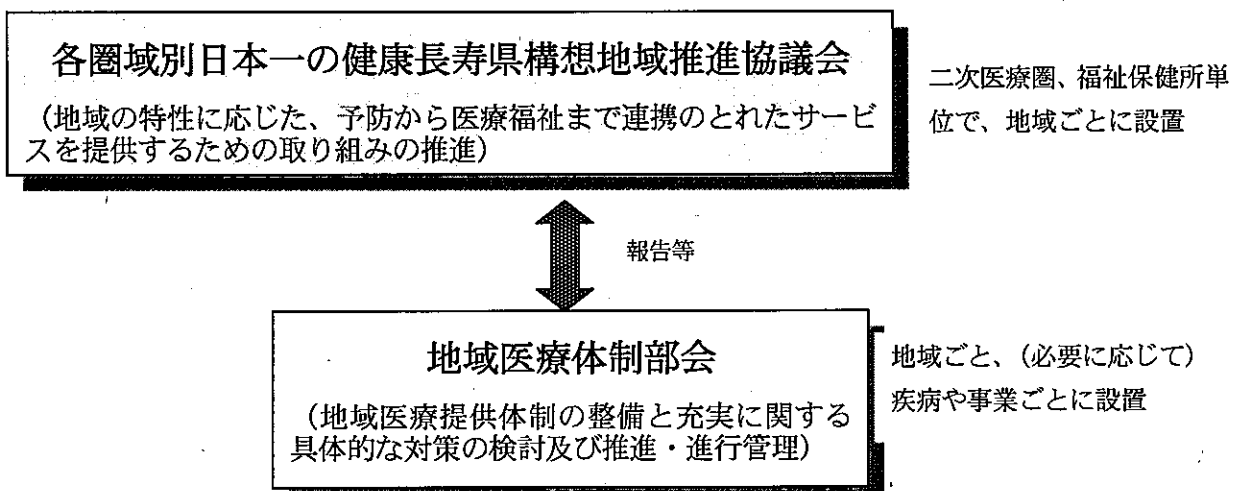 各圏域別日本一の健康長寿県構想地域推進協議会
（地域の特性に応じた、予防から医療福祉まで連携のとれたサービ
スを提供するための取り組みの推進）
二次医療圏、福祉保健所単
位で、地域ごとに設置
報告等
地域医療体制部会
（地域医療提供体制の整備と充実に関する
具体的な対策の検討及び推進・進行管理）
地域ごと、（必要に応じて）
疾病や事業ごとに設置